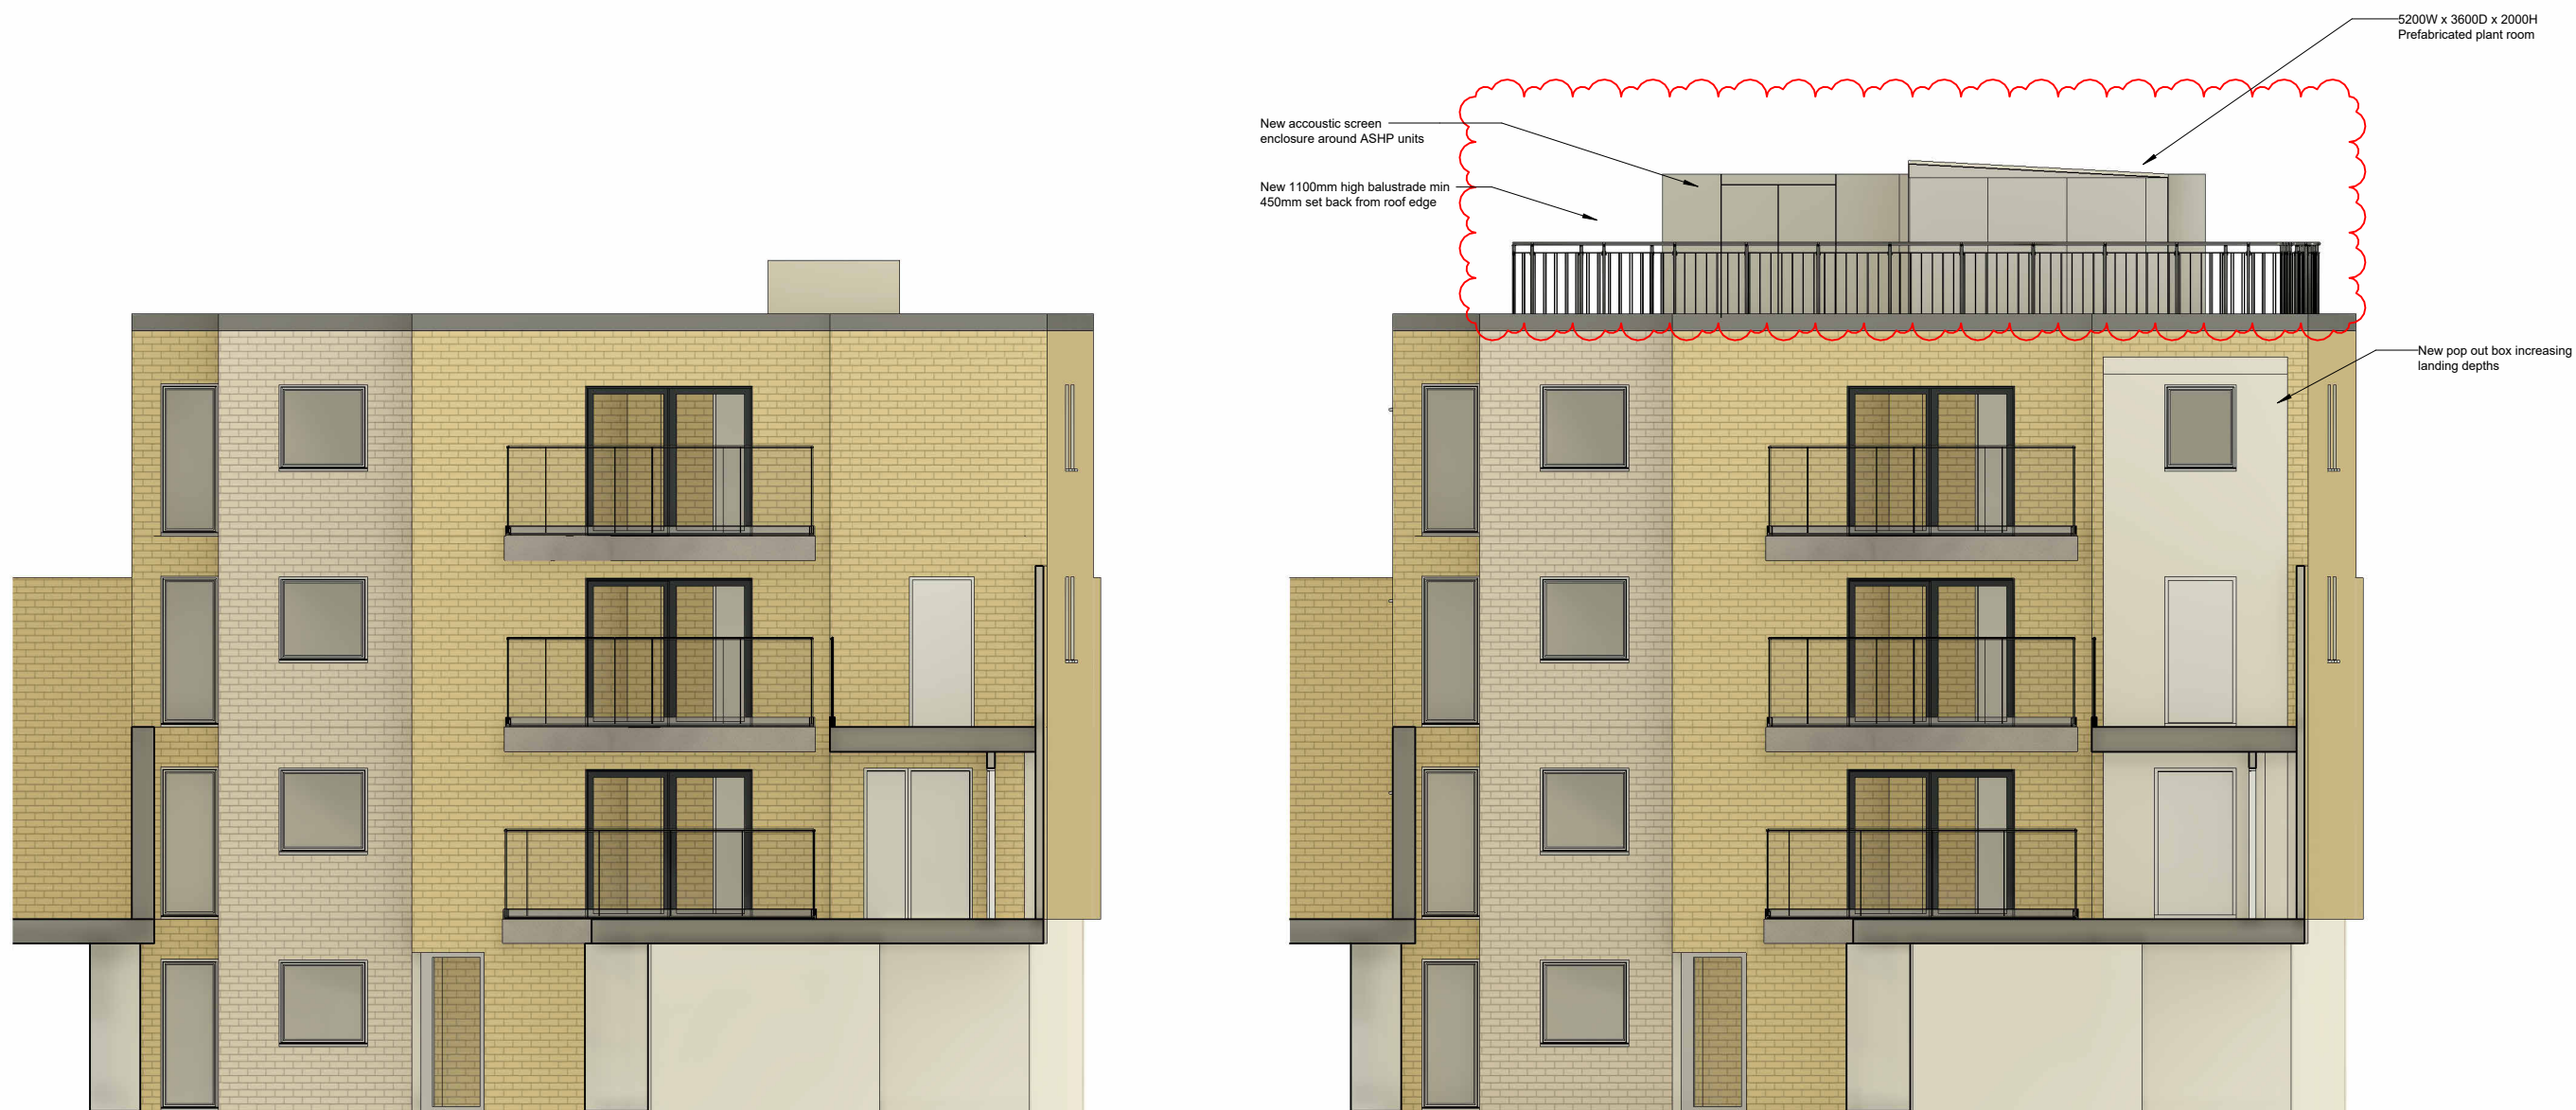 5200W x 3600D x 2000H
Prefabricated plant room
New accoustic screen
enclosure around ASHP units
New 1100mm high balustrade min
450mm set back from roof edge
New pop out box increasing
landing depths